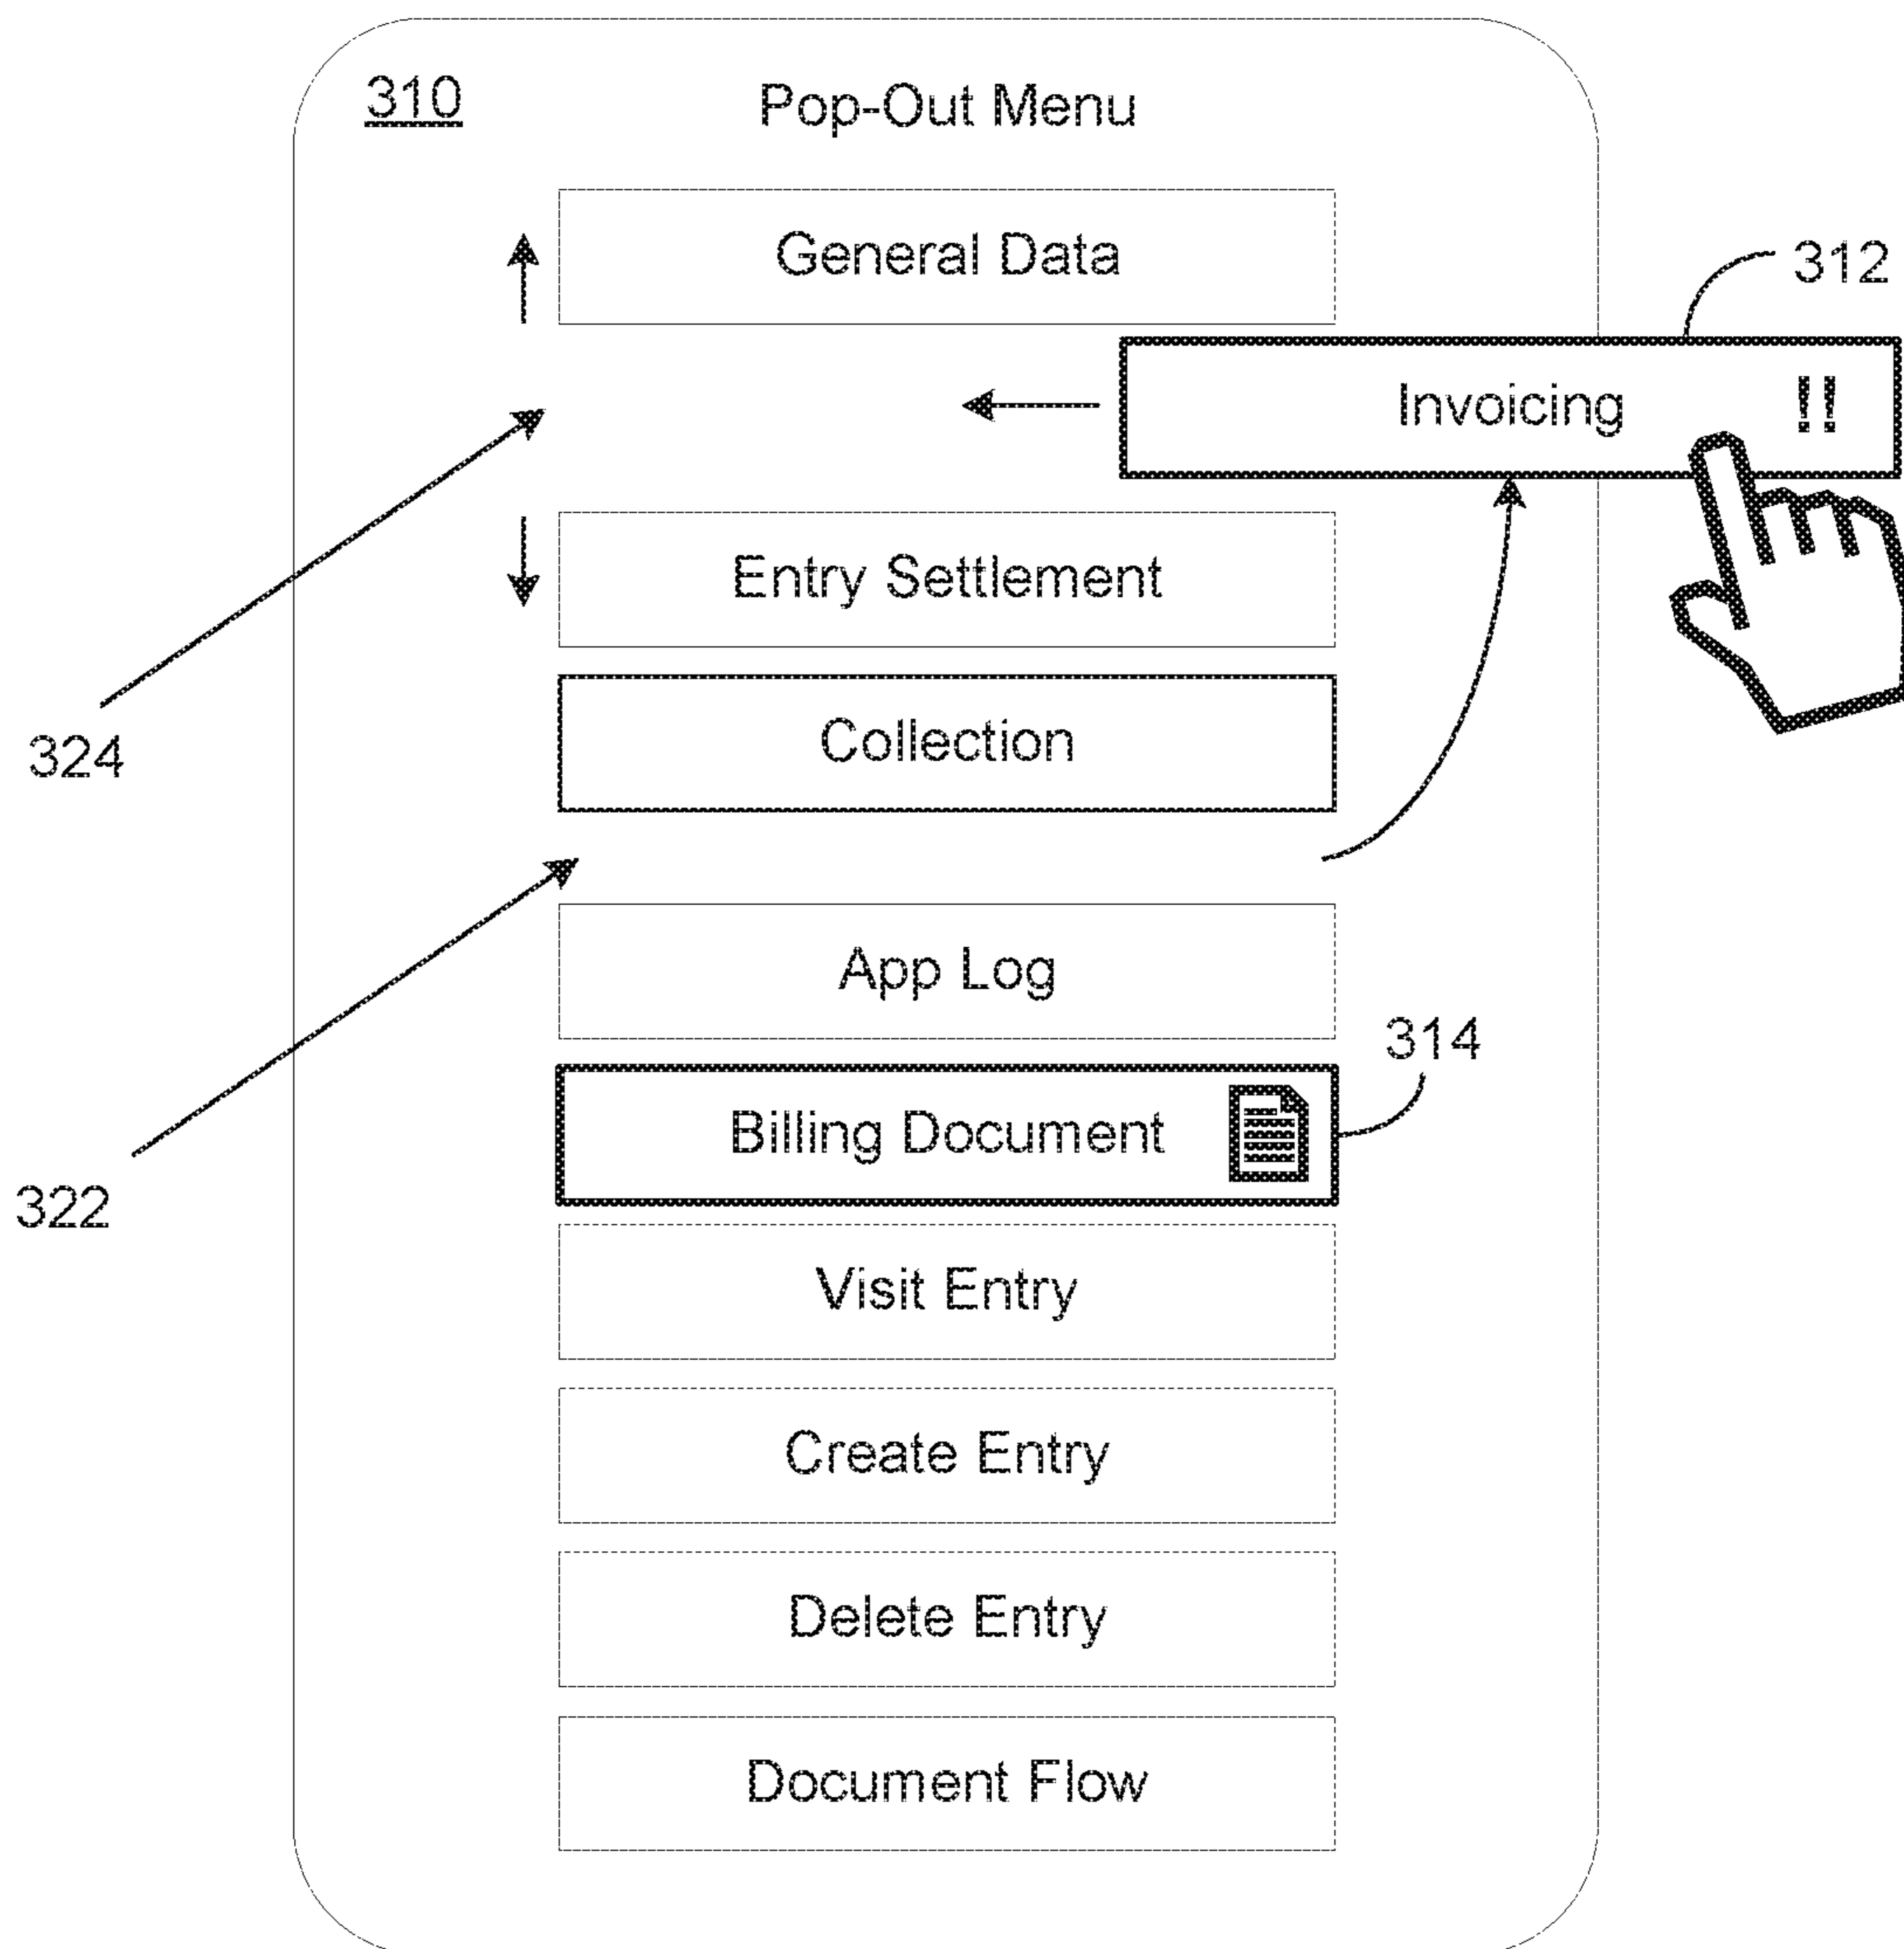 310
Pop-Out Menu
General Data
312
Invoicing !!
Entry Settlement
324
Collection
App Log
314
Billing Document
322
Visit Entry
Create Entry
Delete Entry
Document Flow